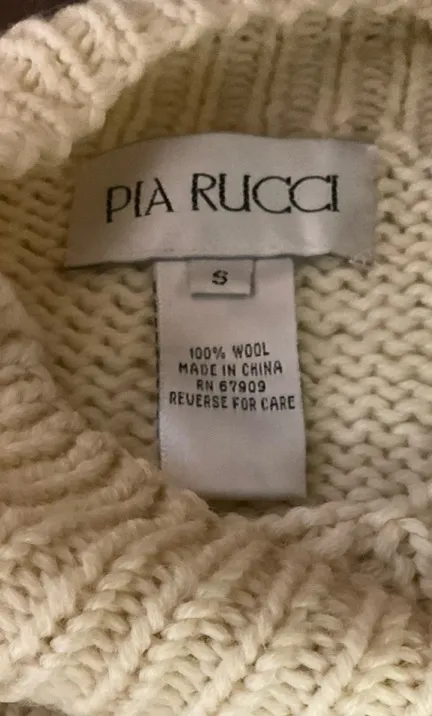 PIA RUCCI
S
100% WOOL
MADE IN CHINA
RN 67909
REVERSE FOR CARE